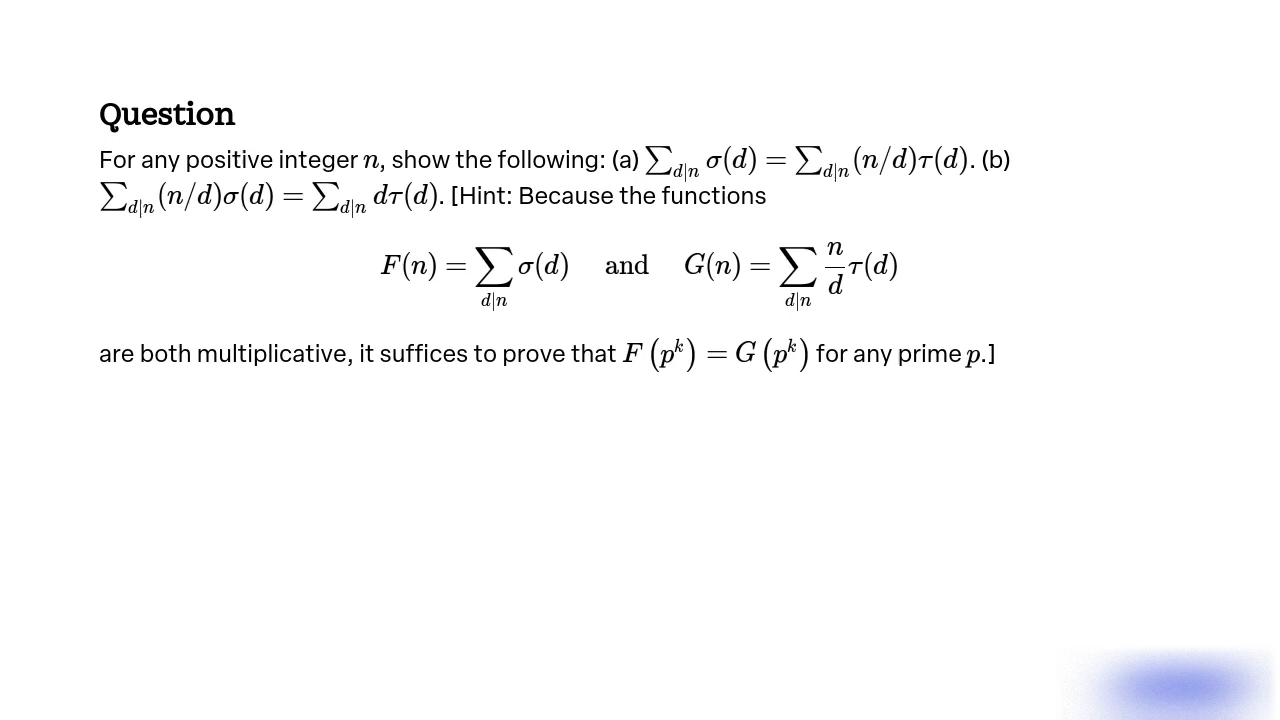 Question
For any positive integer n, show the following: (a) ∑_{d|n} σ(d) = ∑_{d|n}(n/d)τ(d). (b)
∑_{d|n}(n/d)σ(d) = ∑_{d|n} dτ(d). [Hint: Because the functions
F(n) = ∑_{d|n} σ(d) and G(n) = ∑_{d|n} \frac{n}{d}τ(d)
are both multiplicative, it suffices to prove that F(p^k) = G(p^k) for any prime p.]